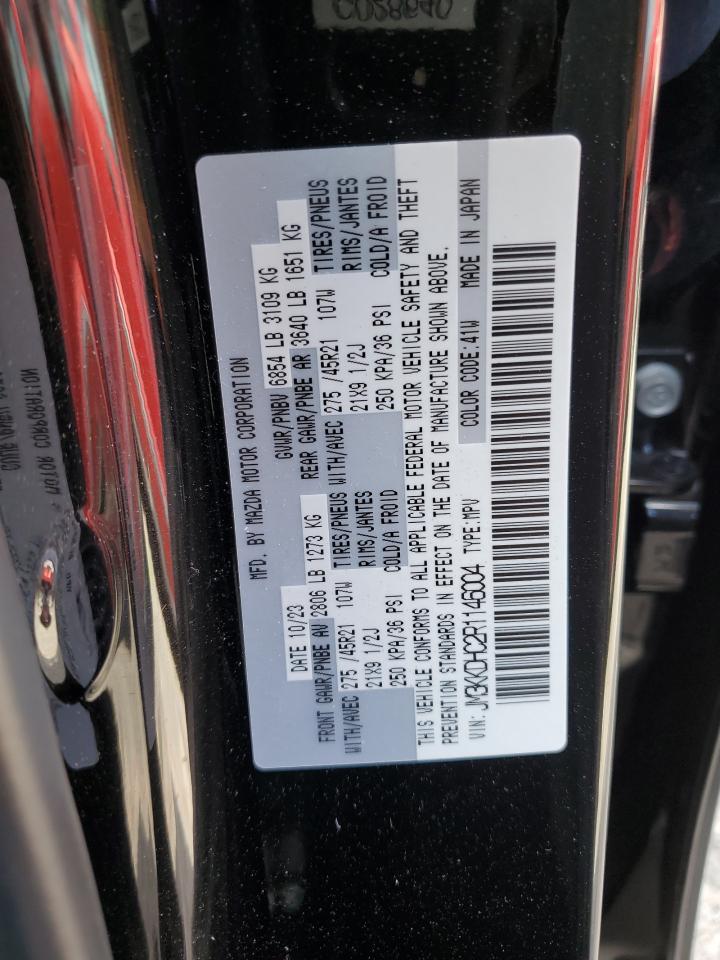 MFD. BY MAZDA MOTOR CORPORATION
DATE 10/23 GVWR/PNBV 6854 LB 3109 KG
FRONT GAWR/PNBE AV 2806 LB 1273 KG REAR GAWR/PNBE AR 3640 LB 1651 KG
WITH/AVEC 275 /45R21 107W TIRES/PNEUS WITH/AVEC 275 /45R21 107W TIRES/PNEUS
21X9 1/2J RIMS/JANTES 21X9 1/2J RIMS/JANTES
250 KPA/36 PSI COLD/A FROID 250 KPA/36 PSI COLD/A FROID
THIS VEHICLE CONFORMS TO ALL APPLICABLE FEDERAL MOTOR VEHICLE SAFETY AND THEFT
PREVENTION STANDARDS IN EFFECT ON THE DATE OF MANUFACTURE SHOWN ABOVE.
VIN: JM3KKDHC2R1146004 TYPE: MPV COLOR CODE: 41W MADE IN JAPAN
MOTOR CORPORATION